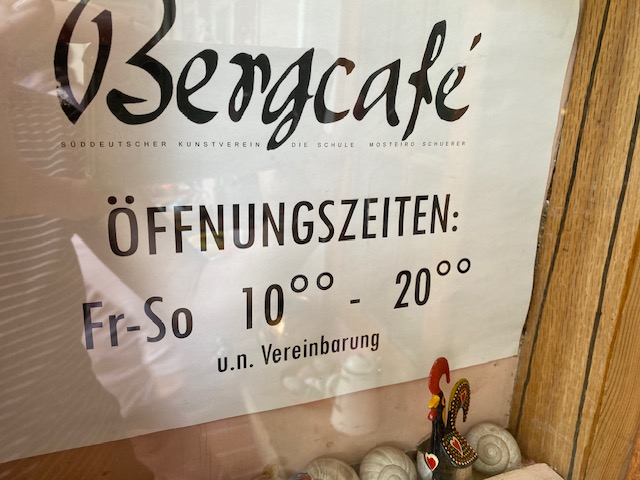 Bergcafé
SÜDDEUTSCHER KUNSTVEREIN DIE SCHULE MOSTEIRO SCHUERER
ÖFFNUNGSZEITEN:
Fr-So 10°° - 20°°
u.n. Vereinbarung